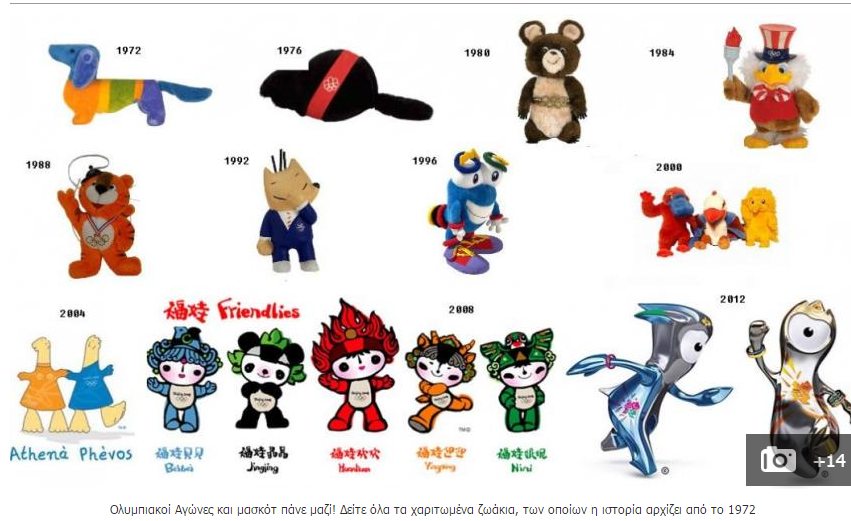 1972
1976
1980
1984
1988
1992
1996
2000
2004
福娃 Friendlies
2008
2012
Athenà Phèvos
福娃贝贝
Beibei
福娃晶晶
Jingjing
福娃欢欢
Huanhuan
福娃迎迎
Yingying
福娃妮妮
Nini
+14
Ολυμπιακοί Αγώνες και μασκότ πάνε μαζί! Δείτε όλα τα χαριτωμένα ζωάκια, των οποίων η ιστορία αρχίζει από το 1972